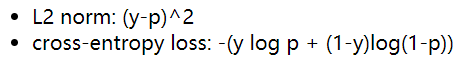 • L2 norm: (y-p)^2
• cross-entropy loss: -(y log p + (1-y)log(1-p))